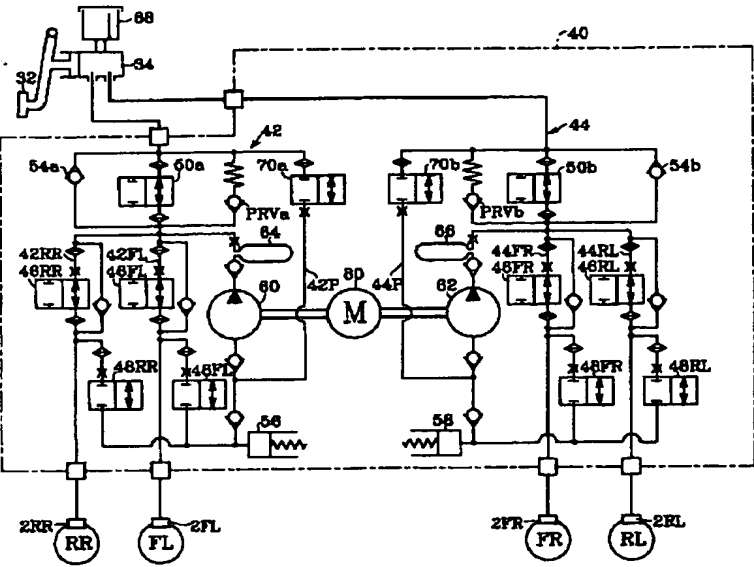 68
40
34
32
42
44
54a
50a
70a
70b
50b
54b
PRVa
PRVb
64
66
42RR
42FL
44FR
44RL
46RR
46FL
46FR
46RL
60
42P
80
44P
62
M
48RR
48FL
48FR
48RL
56
58
2RR
2FL
2FR
2RL
RR
FL
FR
RL